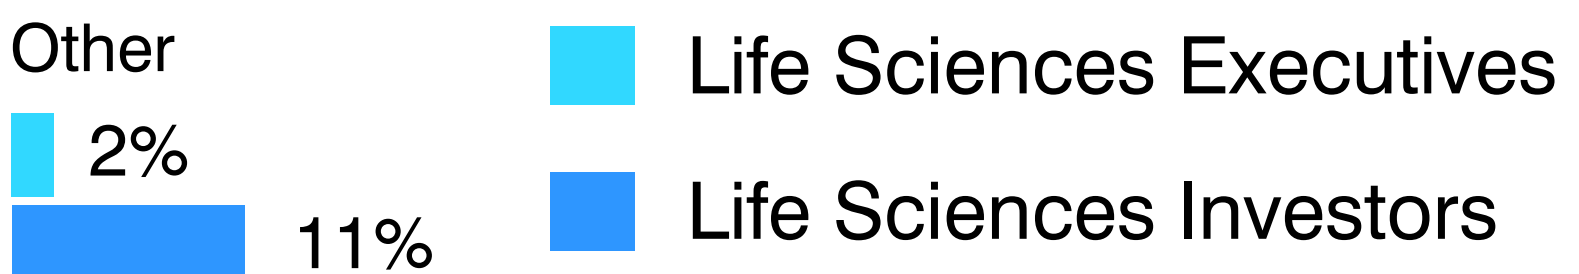 Other
2%
11%
Life Sciences Executives
Life Sciences Investors